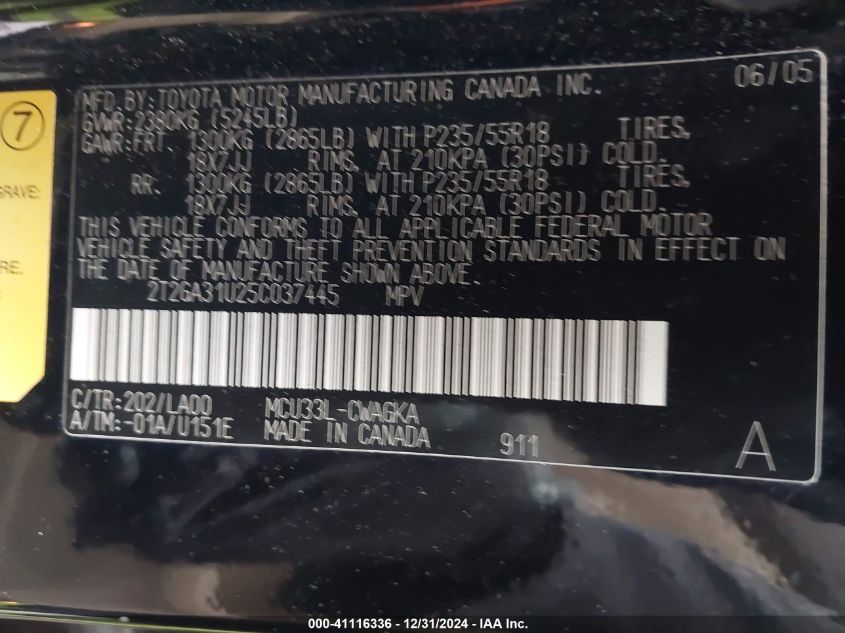 7
GRAVE:
RE.
MFD. BY: TOYOTA MOTOR MANUFACTURING CANADA INC. 06/05
GVWR: 2380KG (5245LB)
GAWR: FRT. 1300KG (2865LB) WITH P235/55R18 TIRES,
18X7JJ RIMS, AT 210KPA (30PSI) COLD.
RR. 1300KG (2865LB) WITH P235/55R18 TIRES,
18X7JJ RIMS, AT 210KPA (30PSI) COLD.
THIS VEHICLE CONFORMS TO ALL APPLICABLE FEDERAL MOTOR
VEHICLE SAFETY AND THEFT PREVENTION STANDARDS IN EFFECT ON
THE DATE OF MANUFACTURE SHOWN ABOVE.
2T2GA31U25C037445 MPV
C/TR: 202/LA00 MCU33L-CWAGKA
A/TM: -01A/U151E MADE IN CANADA 911 A
000-41116336 - 12/31/2024 - IAA Inc.